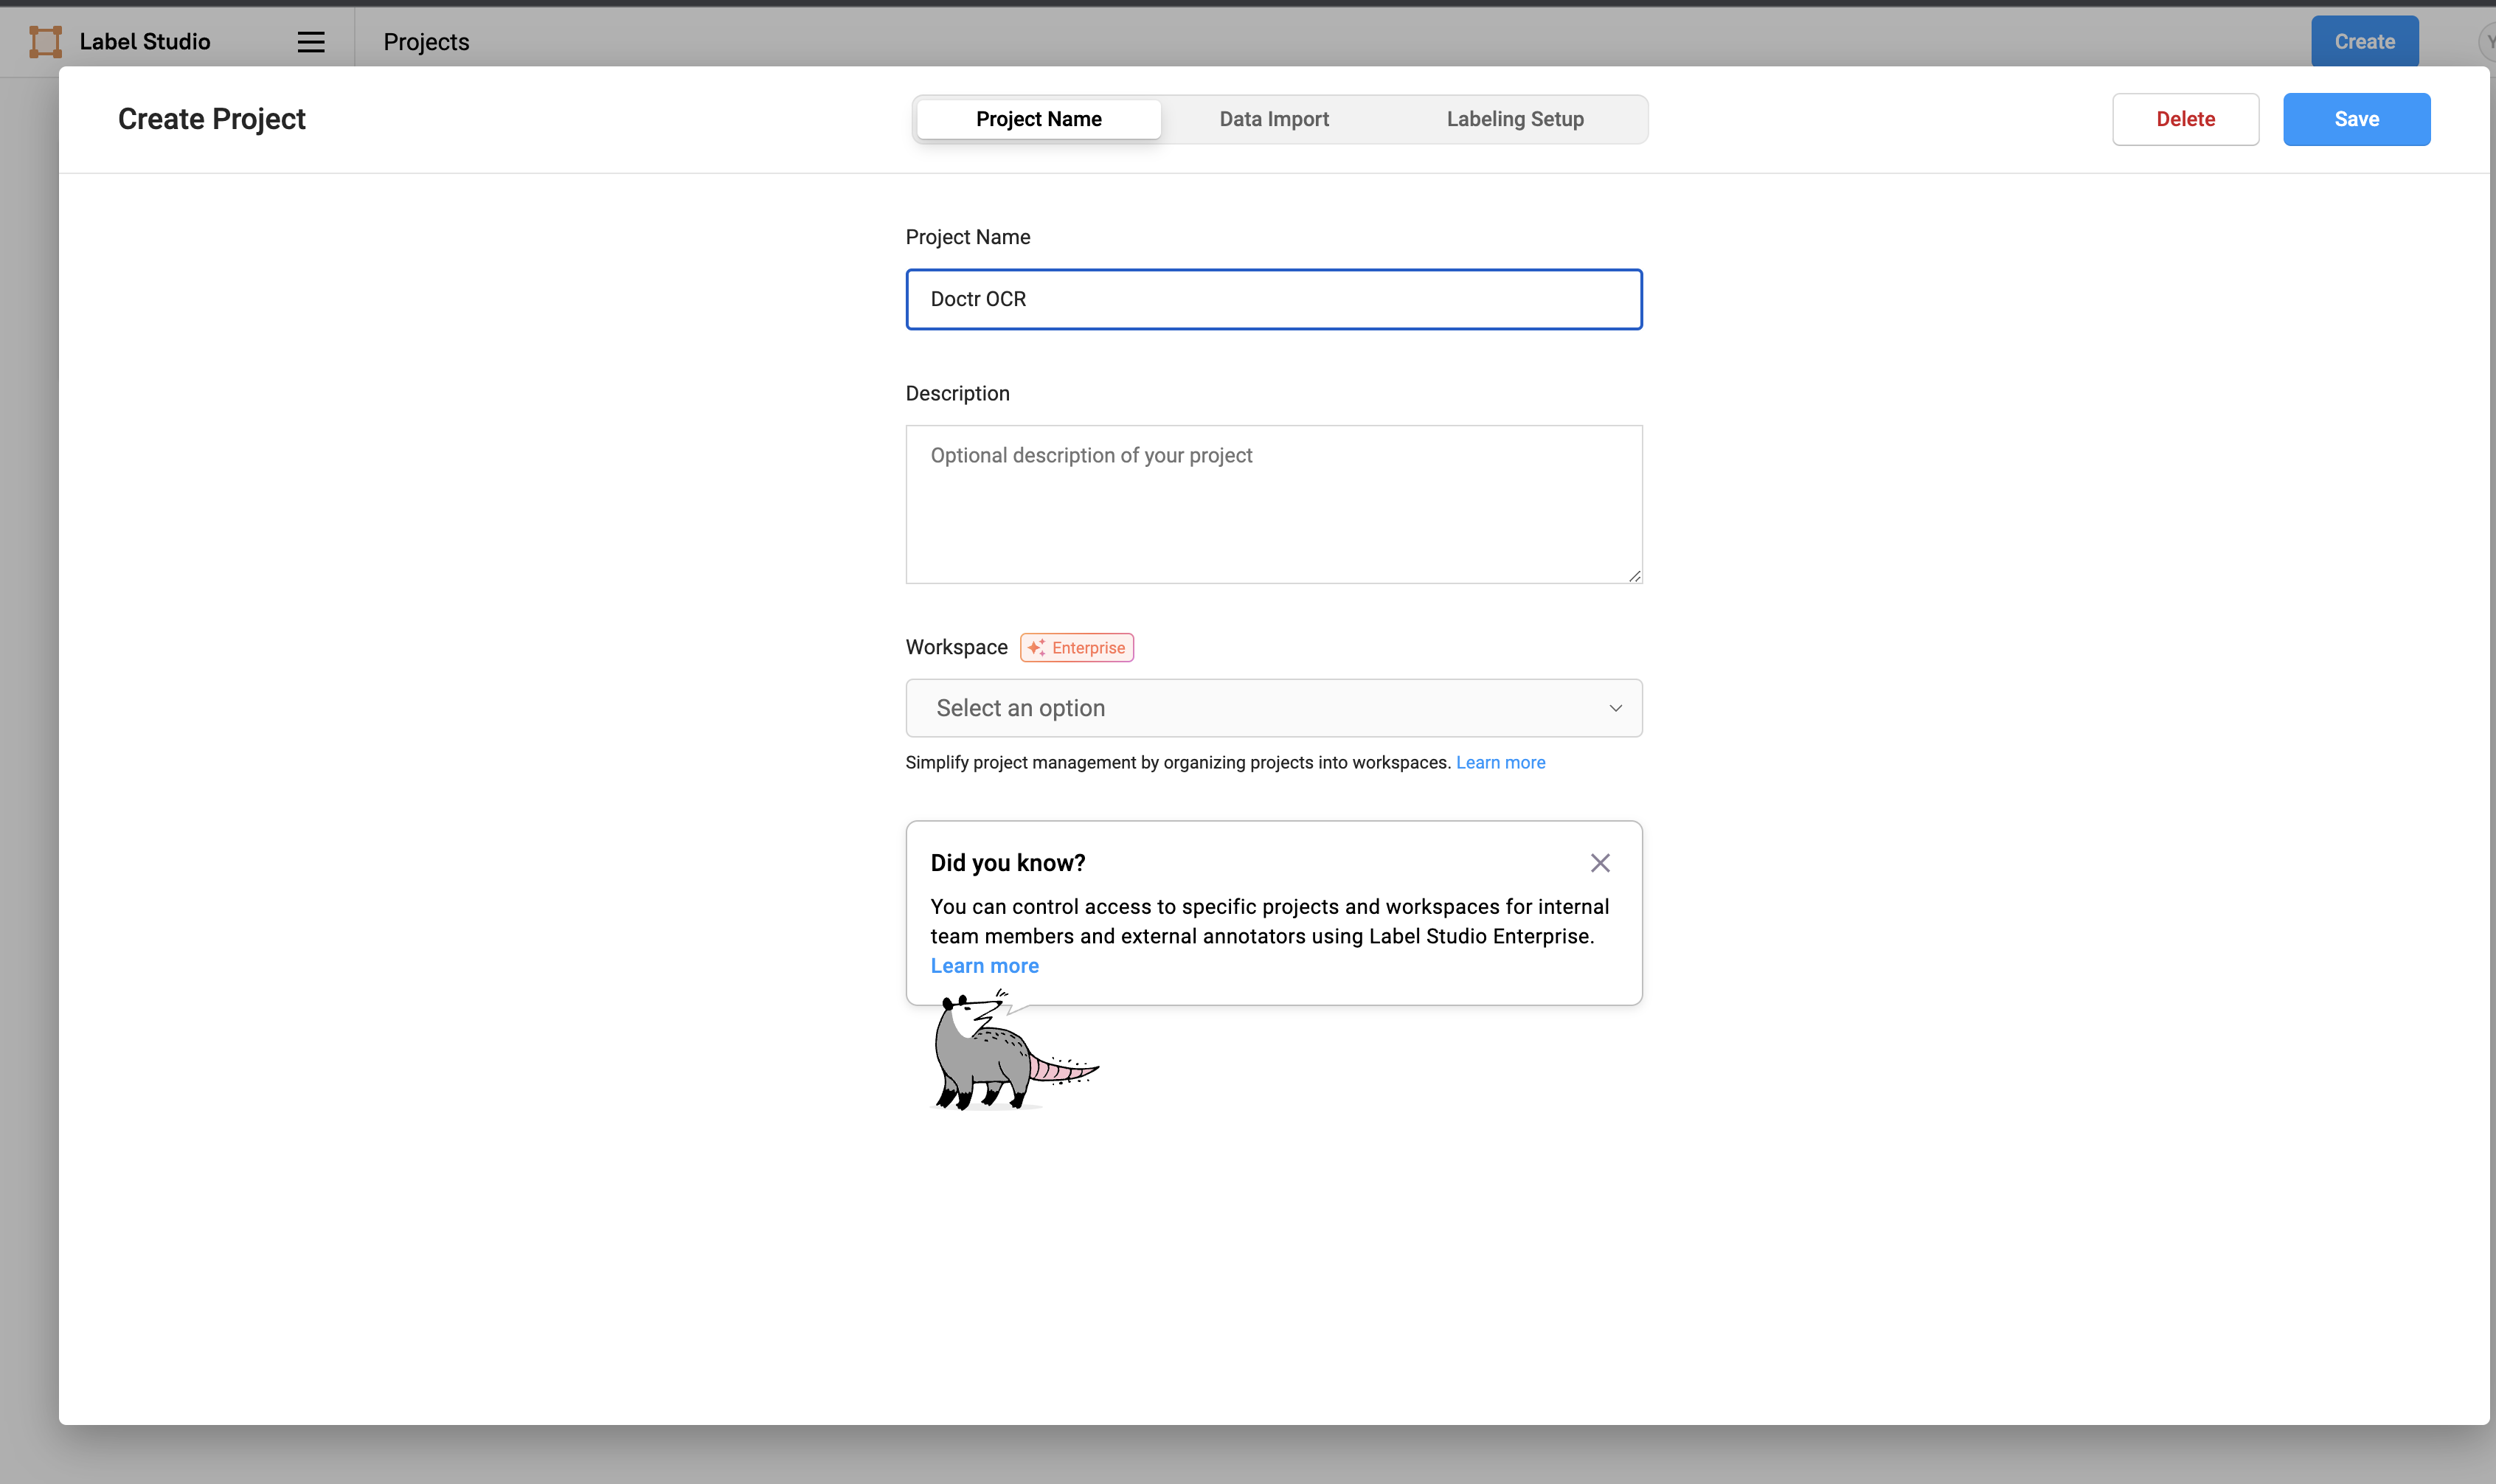 Label Studio
Projects
Create
Create Project
Project Name
Data Import
Labeling Setup
Delete
Save
Project Name
Doctr OCR
Description
Optional description of your project
Workspace
Enterprise
Select an option
Simplify project management by organizing projects into workspaces. Learn more
Did you know?
You can control access to specific projects and workspaces for internal
team members and external annotators using Label Studio Enterprise.
Learn more